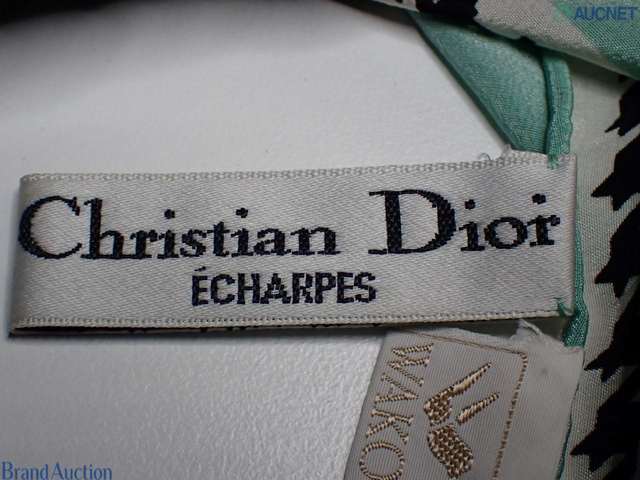 AUCNET
Christian Dior
ÉCHARPES
WAKO
Brand Auction